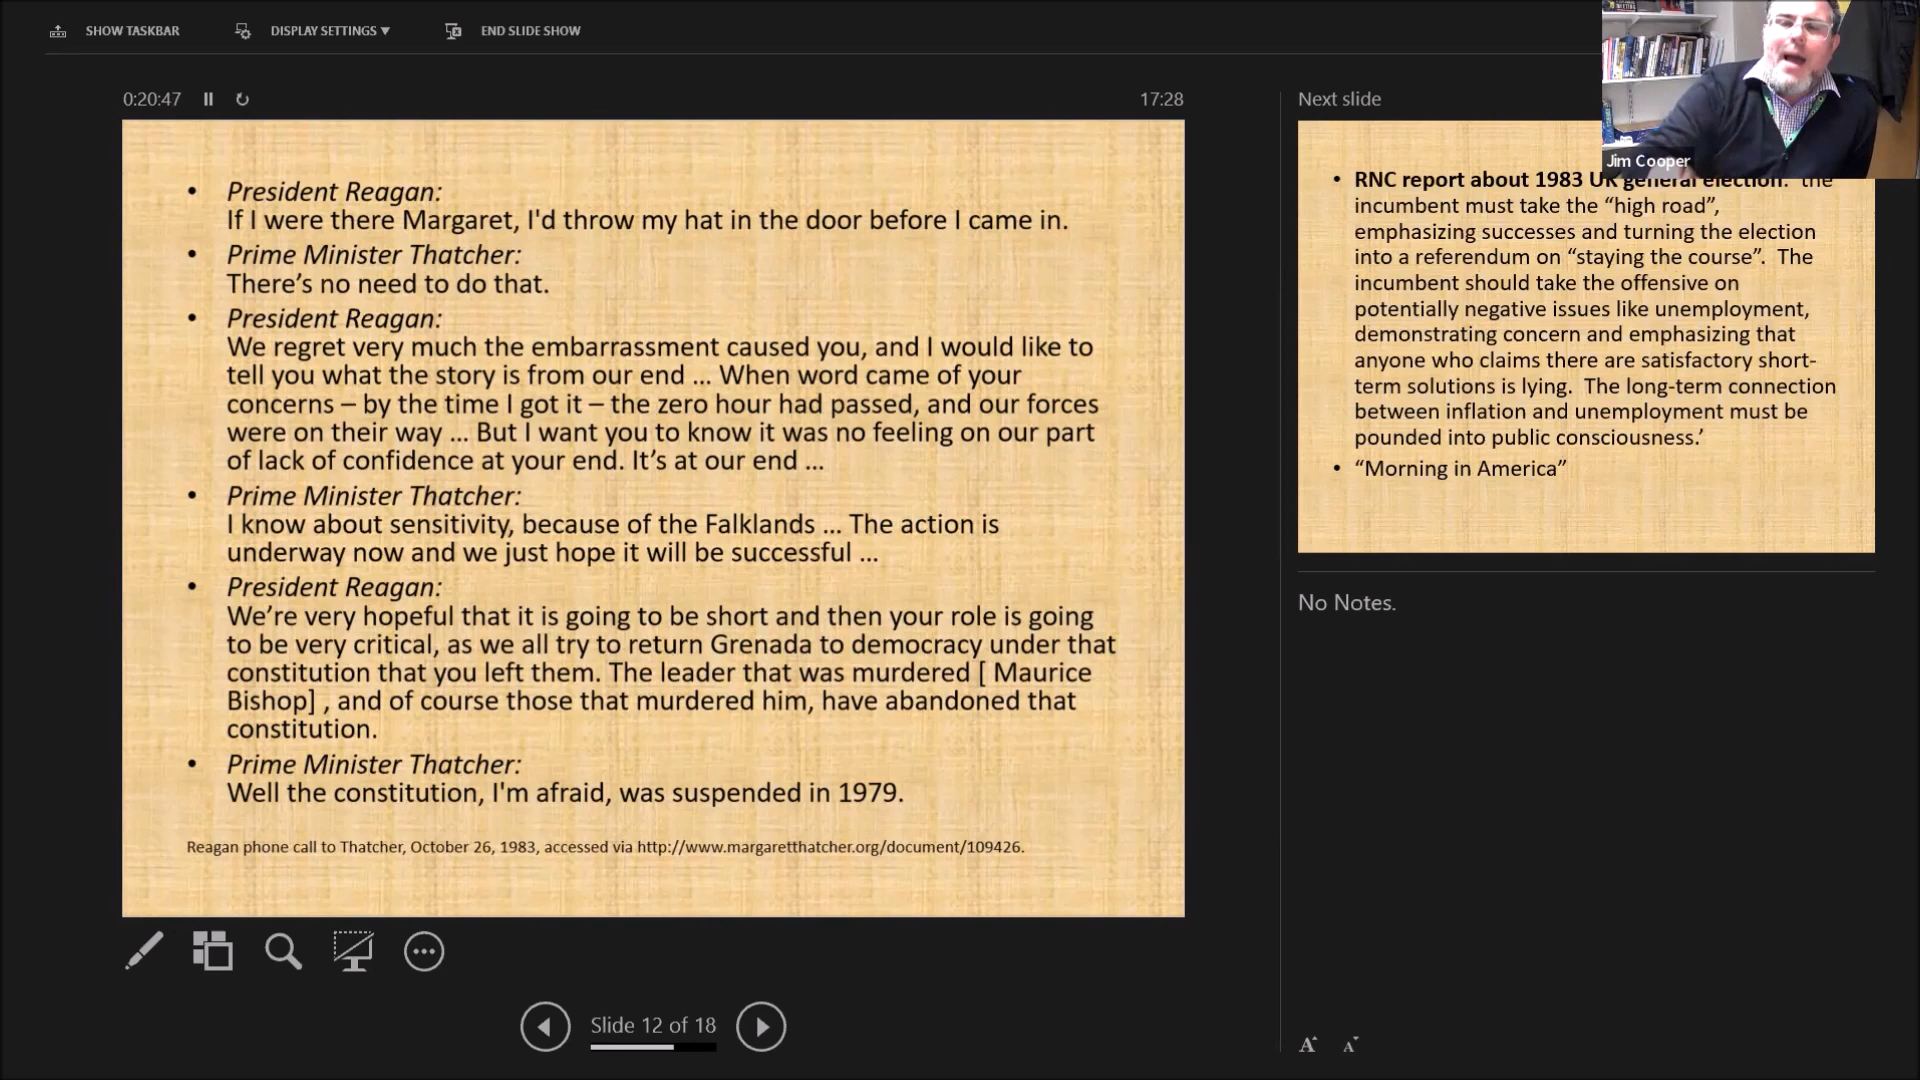 SHOW TASKBAR
DISPLAY SETTINGS ▼
END SLIDE SHOW
0:20:47
17:28
• President Reagan:
If I were there Margaret, I'd throw my hat in the door before I came in.
• Prime Minister Thatcher:
There’s no need to do that.
• President Reagan:
We regret very much the embarrassment caused you, and I would like to
tell you what the story is from our end ... When word came of your
concerns – by the time I got it – the zero hour had passed, and our forces
were on their way ... But I want you to know it was no feeling on our part
of lack of confidence at your end. It’s at our end ...
• Prime Minister Thatcher:
I know about sensitivity, because of the Falklands ... The action is
underway now and we just hope it will be successful ...
• President Reagan:
We’re very hopeful that it is going to be short and then your role is going
to be very critical, as we all try to return Grenada to democracy under that
constitution that you left them. The leader that was murdered [ Maurice
Bishop] , and of course those that murdered him, have abandoned that
constitution.
• Prime Minister Thatcher:
Well the constitution, I'm afraid, was suspended in 1979.
Reagan phone call to Thatcher, October 26, 1983, accessed via http://www.margaretthatcher.org/document/109426.
Slide 12 of 18
Next slide
Jim Cooper
• RNC report about 1983 UK general election: the
incumbent must take the “high road”,
emphasizing successes and turning the election
into a referendum on “staying the course”. The
incumbent should take the offensive on
potentially negative issues like unemployment,
demonstrating concern and emphasizing that
anyone who claims there are satisfactory short-
term solutions is lying. The long-term connection
between inflation and unemployment must be
pounded into public consciousness.’
• “Morning in America”
No Notes.
A A